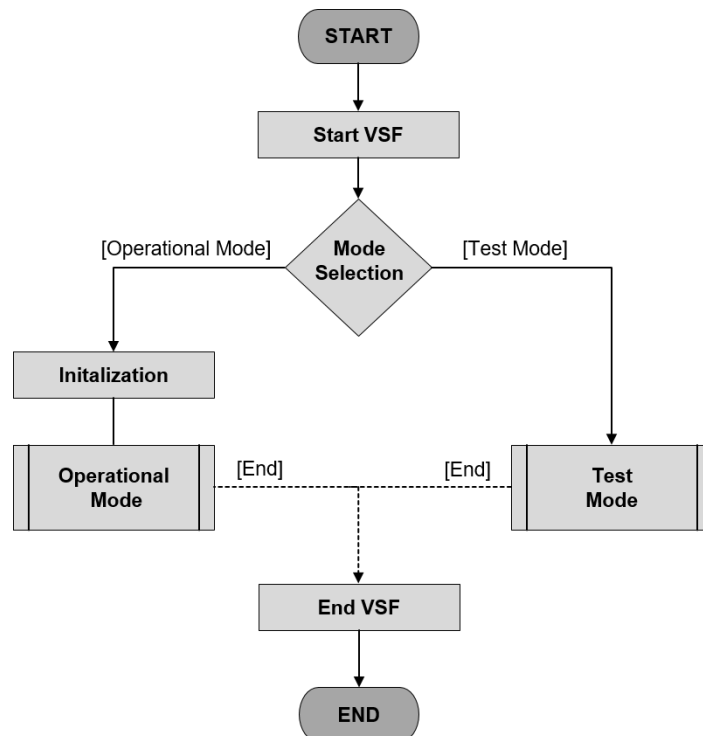 START
Start VSF
[Operational Mode]
Mode
Selection
[Test Mode]
Initalization
Operational
Mode
[End]
[End]
Test
Mode
End VSF
END